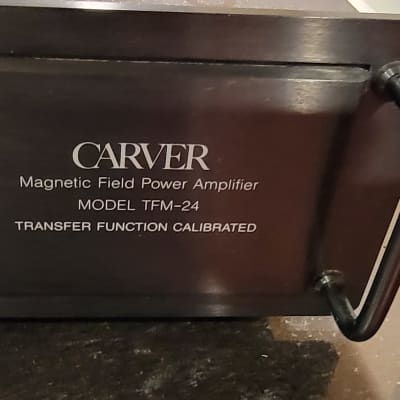 CARVER
Magnetic Field Power Amplifier
MODEL TFM-24
TRANSFER FUNCTION CALIBRATED